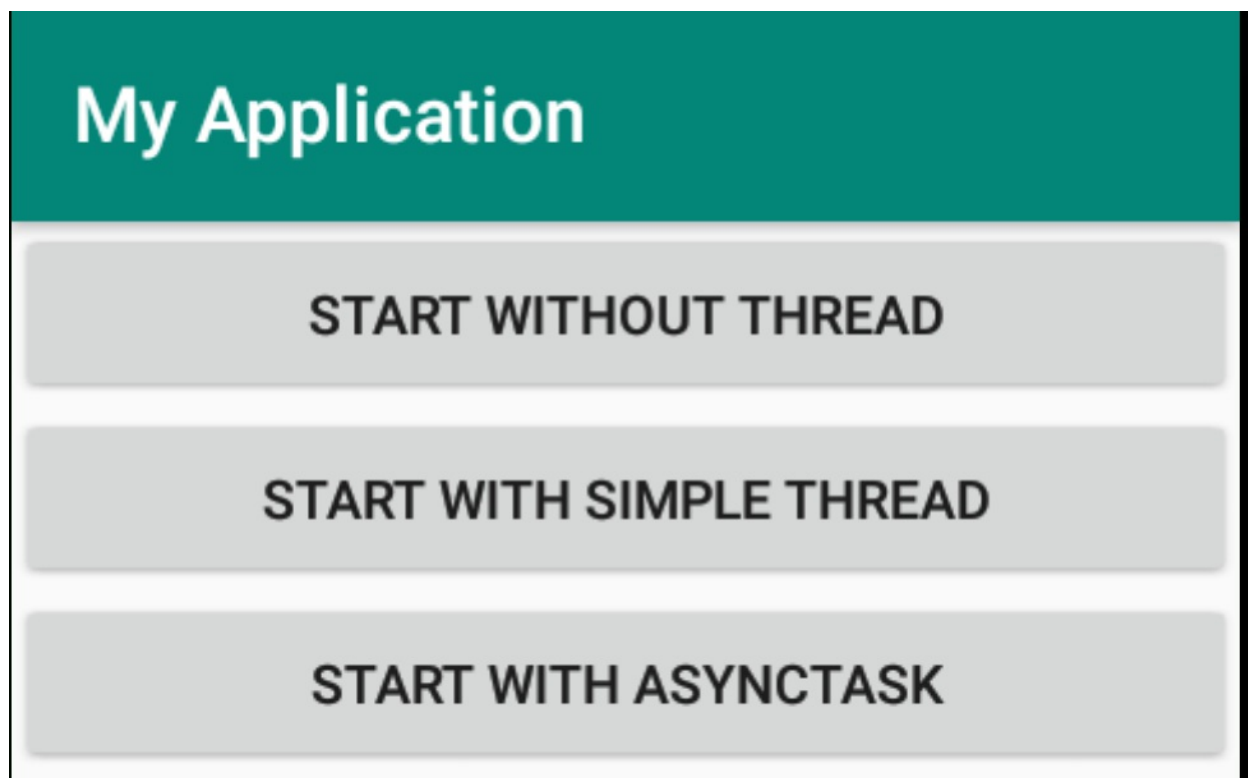 My Application
START WITHOUT THREAD
START WITH SIMPLE THREAD
START WITH ASYNCTASK